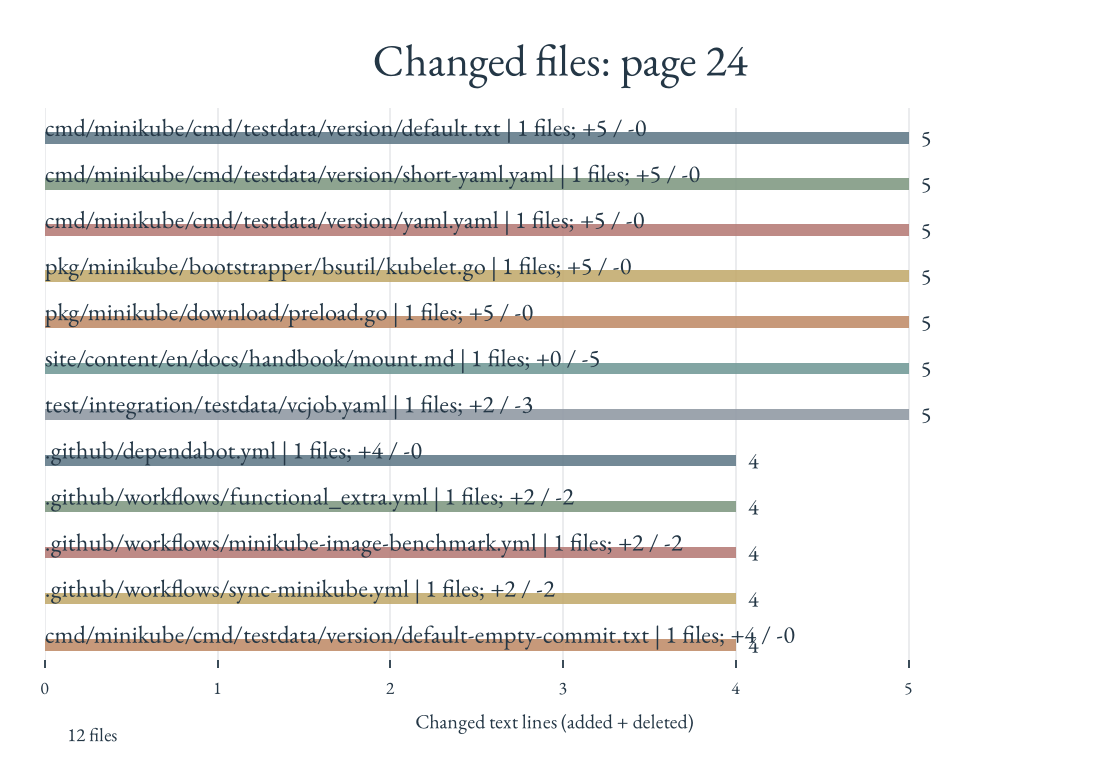 Changed files: page 24
cmd/minikube/cmd/testdata/version/default.txt | 1 files; +5 / -0
5
cmd/minikube/cmd/testdata/version/short-yaml.yaml | 1 files; +5 / -0
5
cmd/minikube/cmd/testdata/version/yaml.yaml | 1 files; +5 / -0
5
pkg/minikube/bootstrapper/bsutil/kubelet.go | 1 files; +5 / -0
5
pkg/minikube/download/preload.go | 1 files; +5 / -0
5
site/content/en/docs/handbook/mount.md | 1 files; +0 / -5
5
test/integration/testdata/vcjob.yaml | 1 files; +2 / -3
5
.github/dependabot.yml | 1 files; +4 / -0
4
.github/workflows/functional_extra.yml | 1 files; +2 / -2
4
.github/workflows/minikube-image-benchmark.yml | 1 files; +2 / -2
4
.github/workflows/sync-minikube.yml | 1 files; +2 / -2
4
cmd/minikube/cmd/testdata/version/default-empty-commit.txt | 1 files; +4 / -0
4
0 1 2 3 4 5
Changed text lines (added + deleted)
12 files